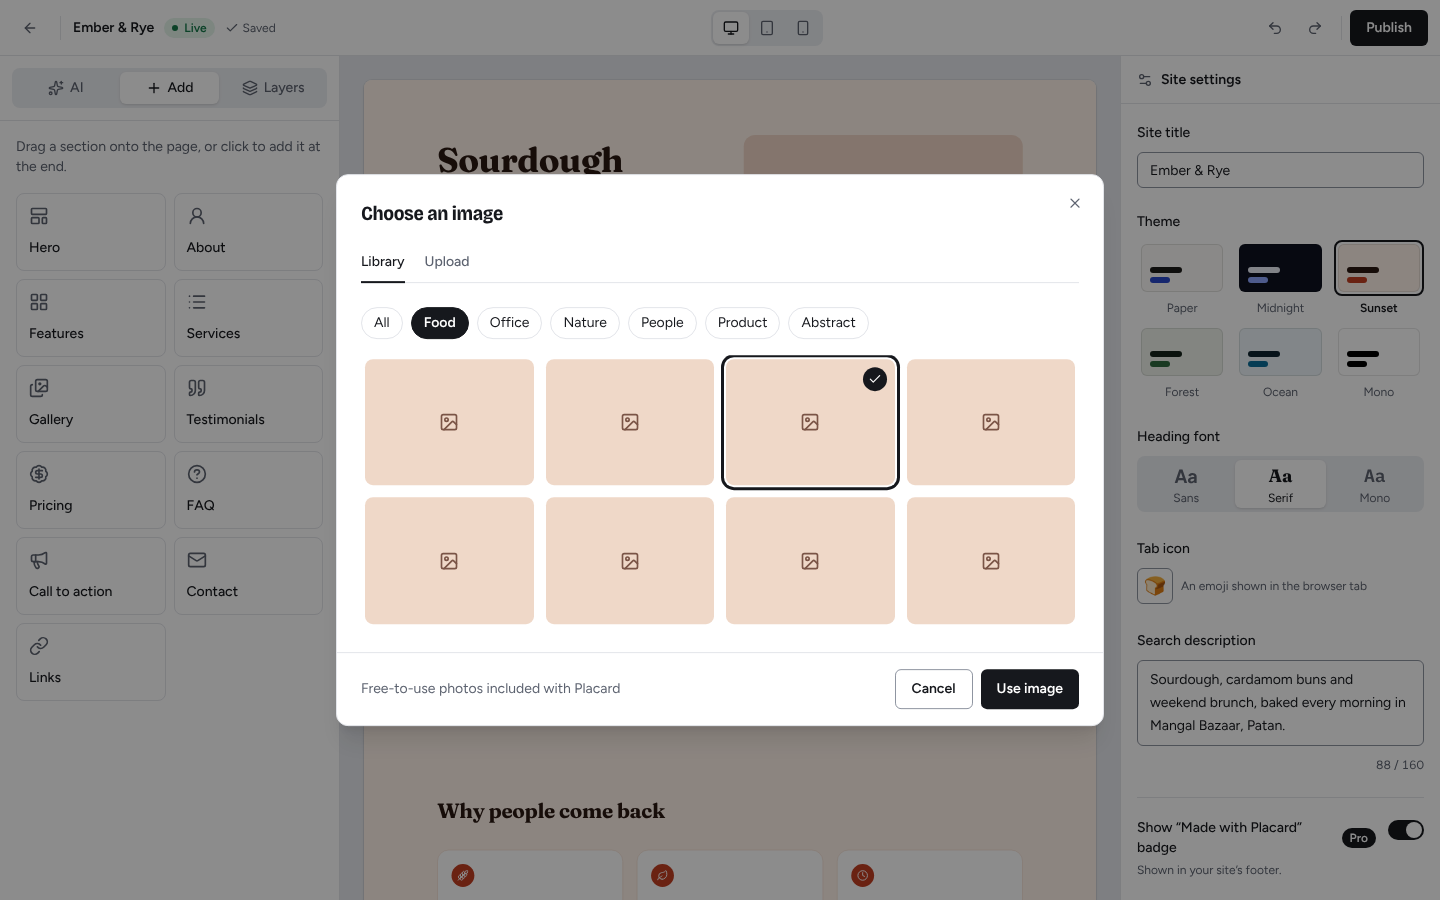 Ember & Rye
Live
Saved
Publish
AI
Add
Layers
Drag a section onto the page, or click to add it at
the end.
Hero
About
Features
Services
Gallery
Testimonials
Pricing
FAQ
Call to action
Contact
Links
Sourdough
Choose an image
Library
Upload
All
Food
Office
Nature
People
Product
Abstract
Free-to-use photos included with Placard
Cancel
Use image
Why people come back
Site settings
Site title
Ember & Rye
Theme
Paper
Midnight
Sunset
Forest
Ocean
Mono
Heading font
Aa
Sans
Aa
Serif
Aa
Mono
Tab icon
An emoji shown in the browser tab
Search description
Sourdough, cardamom buns and
weekend brunch, baked every morning in
Mangal Bazaar, Patan.
88 / 160
Show “Made with Placard”
badge
Pro
Shown in your site’s footer.